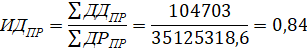 ИД_ПР = ∑ ДД_ПР / ∑ ДР_ПР = 104703 / 35125318,6 = 0,84